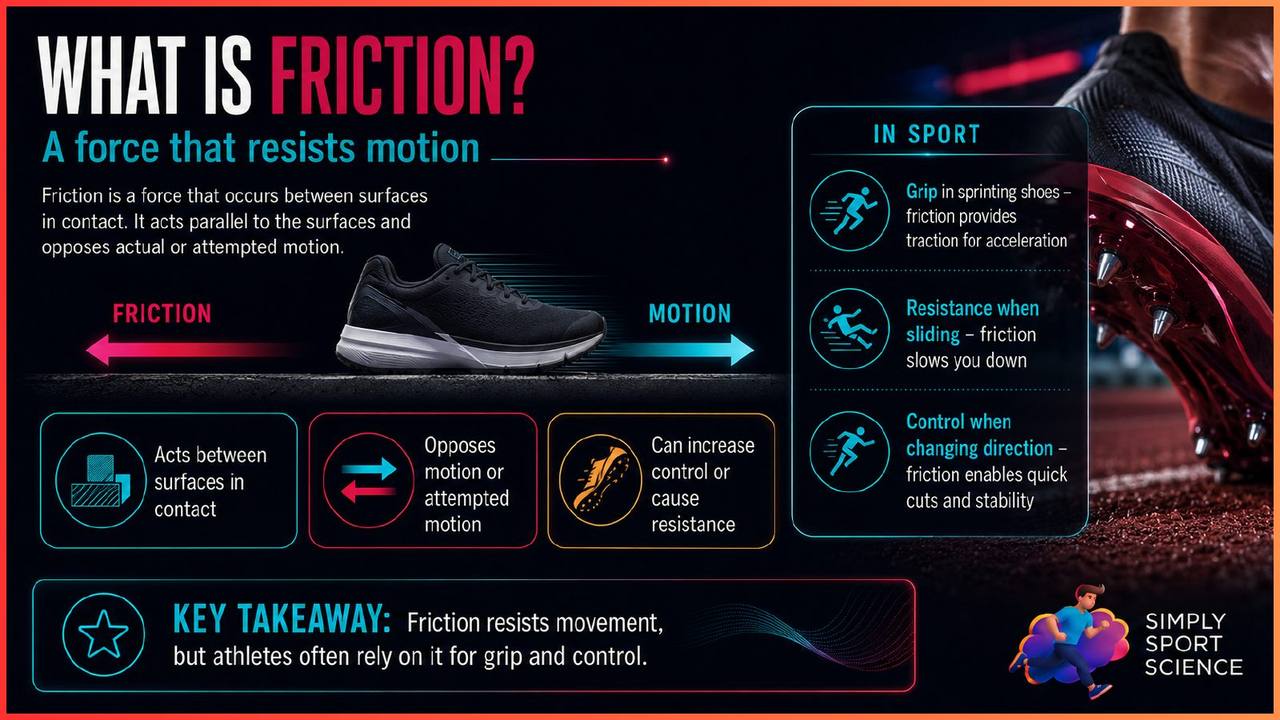 WHAT IS FRICTION?
A force that resists motion
Friction is a force that occurs between surfaces
in contact. It acts parallel to the surfaces and
opposes actual or attempted motion.
FRICTION
MOTION
Acts between
surfaces in
contact
Opposes
motion or
attempted
motion
Can increase
control or
cause
resistance
IN SPORT
Grip in sprinting shoes –
friction provides
traction for acceleration
Resistance when
sliding – friction
slows you down
Control when
changing direction –
friction enables quick
cuts and stability
KEY TAKEAWAY: Friction resists movement,
but athletes often rely on it for grip and control.
SIMPLY
SPORT
SCIENCE